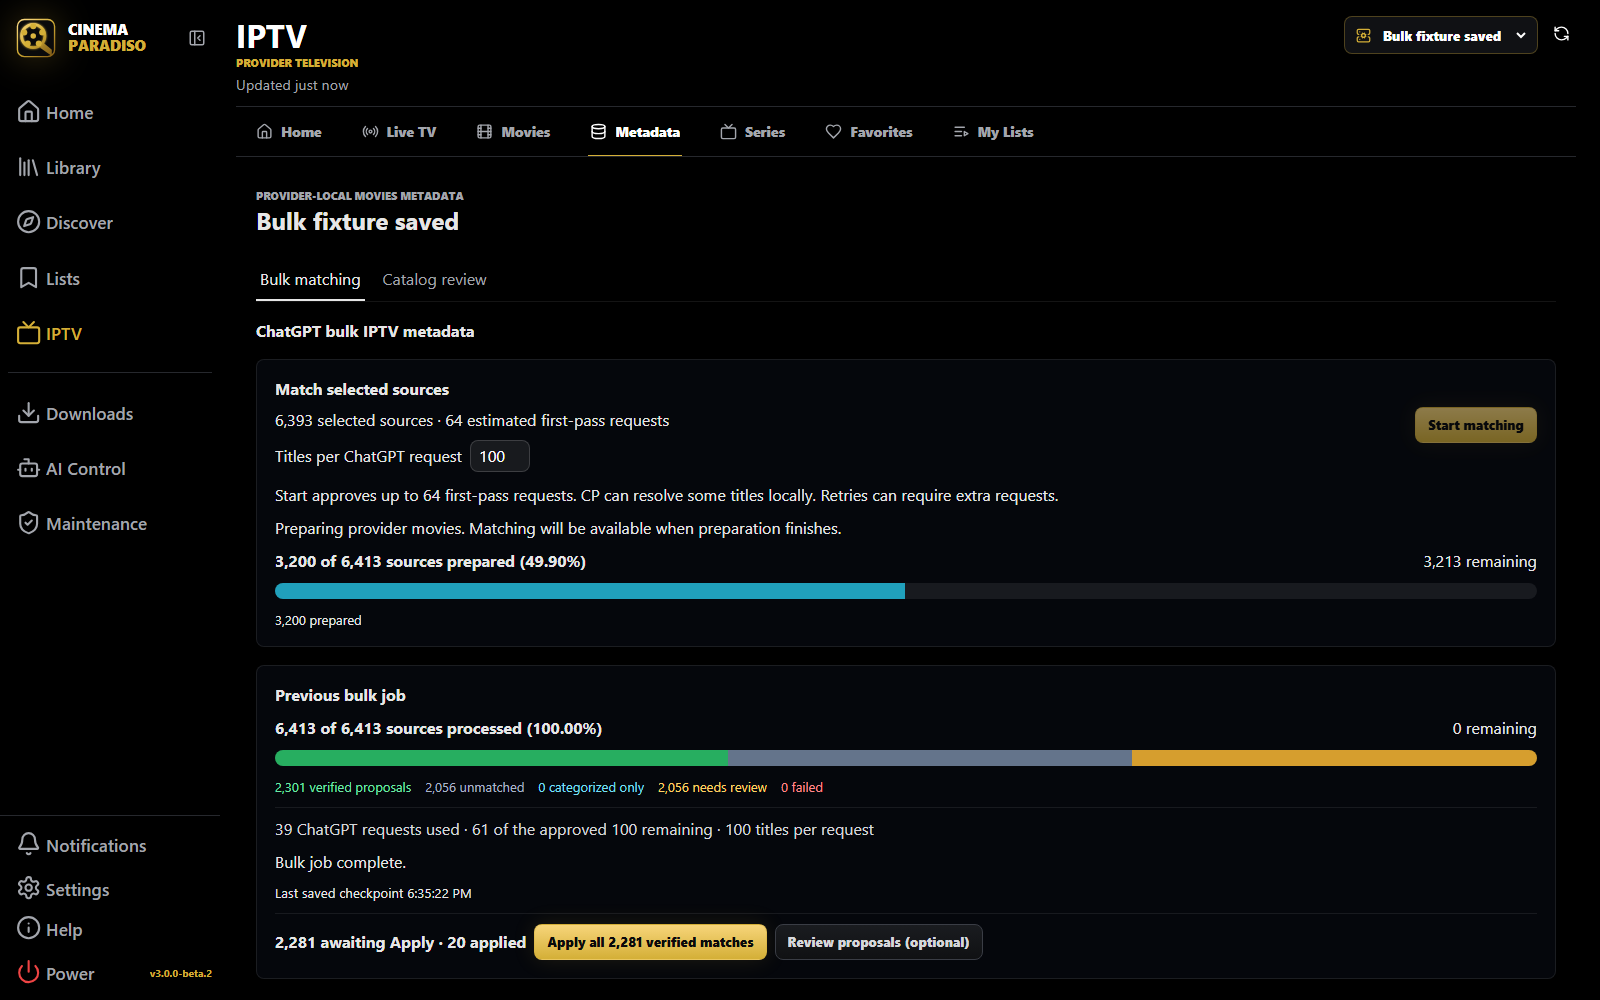 CINEMA
PARADISO
Home
Library
Discover
Lists
IPTV
Downloads
AI Control
Maintenance
Notifications
Settings
Help
Power
v3.0.0-beta.2
IPTV
PROVIDER TELEVISION
Updated just now
Bulk fixture saved
Home
Live TV
Movies
Metadata
Series
Favorites
My Lists
PROVIDER-LOCAL MOVIES METADATA
Bulk fixture saved
Bulk matching
Catalog review
ChatGPT bulk IPTV metadata
Match selected sources
6,393 selected sources · 64 estimated first-pass requests
Start matching
Titles per ChatGPT request 100
Start approves up to 64 first-pass requests. CP can resolve some titles locally. Retries can require extra requests.
Preparing provider movies. Matching will be available when preparation finishes.
3,200 of 6,413 sources prepared (49.90%)
3,213 remaining
3,200 prepared
Previous bulk job
6,413 of 6,413 sources processed (100.00%)
0 remaining
2,301 verified proposals 2,056 unmatched 0 categorized only 2,056 needs review 0 failed
39 ChatGPT requests used · 61 of the approved 100 remaining · 100 titles per request
Bulk job complete.
Last saved checkpoint 6:35:22 PM
2,281 awaiting Apply · 20 applied
Apply all 2,281 verified matches
Review proposals (optional)